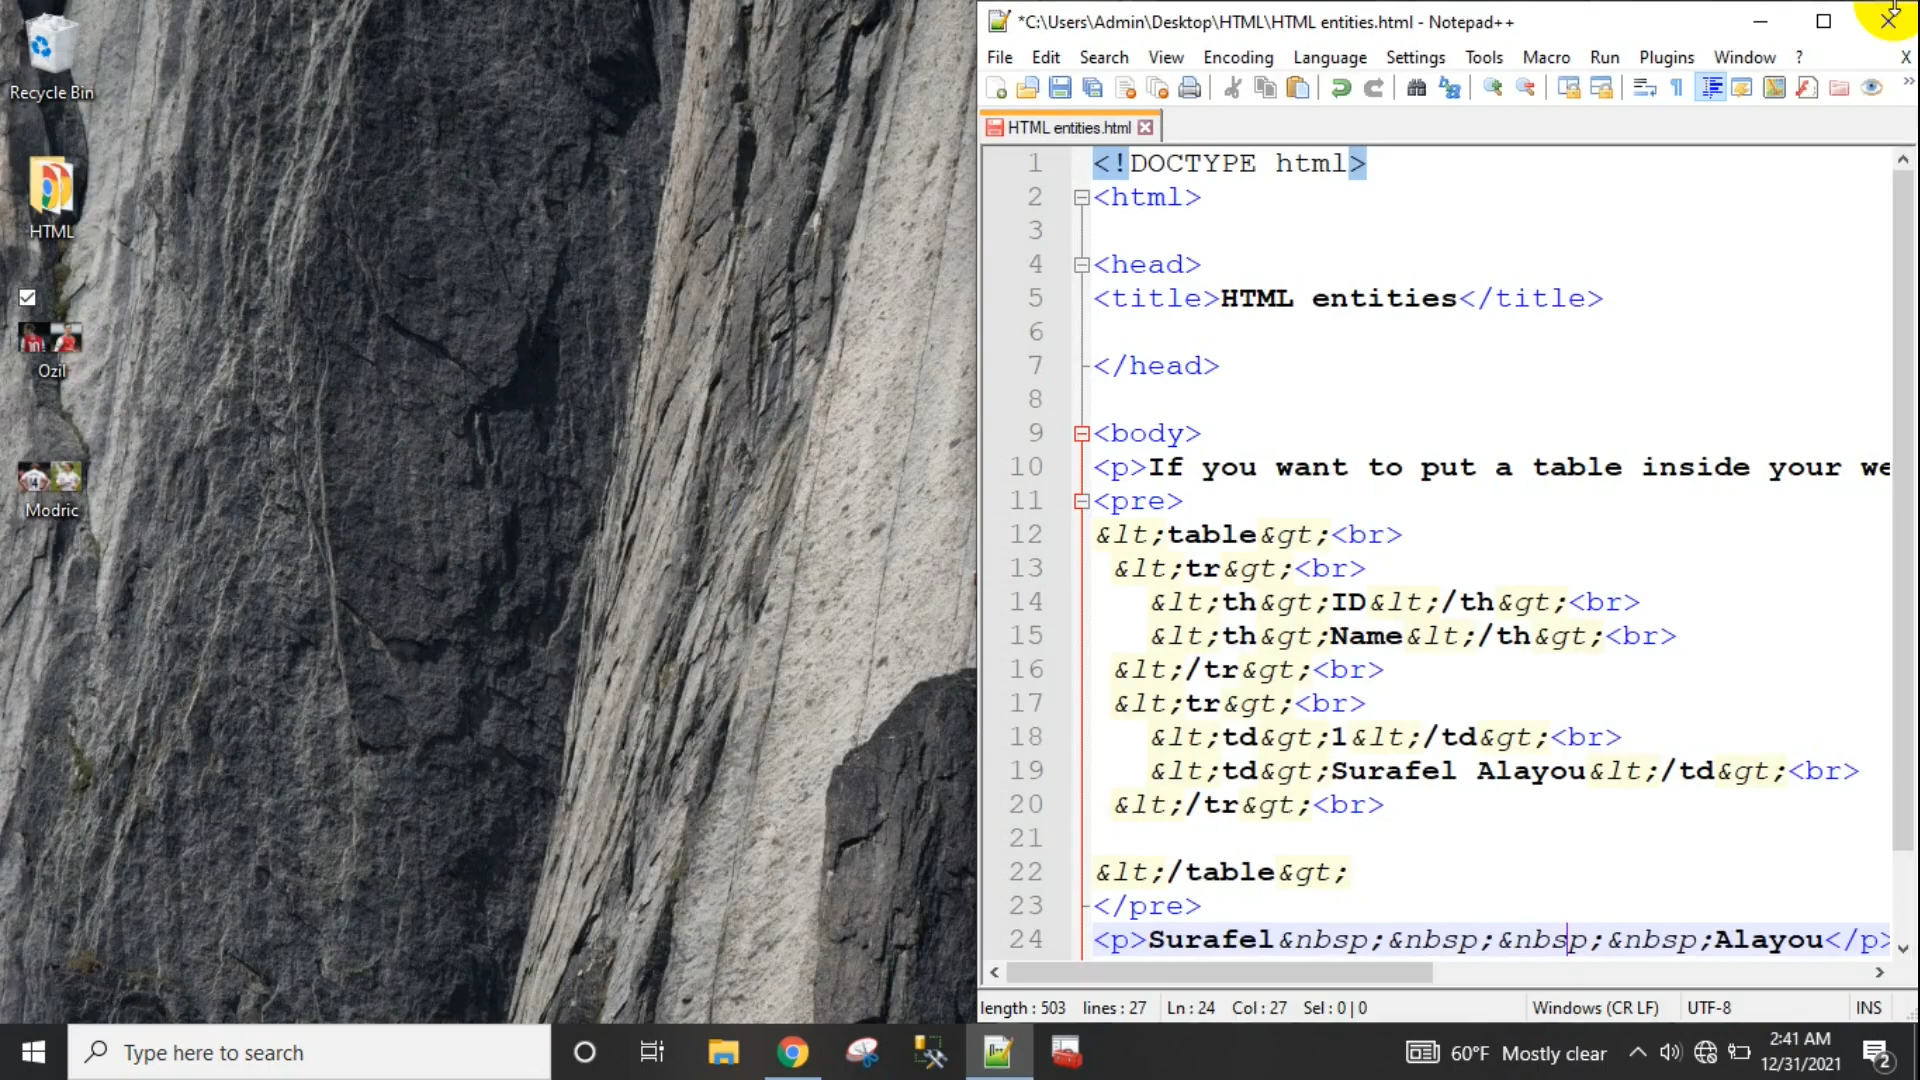 Recycle Bin
HTML
Ozil
Modric
*C:\Users\Admin\Desktop\HTML\HTML entities.html - Notepad++
File Edit Search View Encoding Language Settings Tools Macro Run Plugins Window ? X
HTML entities.html
1 <!DOCTYPE html>
2 <html>
3
4 <head>
5 <title>HTML entities</title>
6
7 </head>
8
9 <body>
10 <p>If you want to put a table inside your we
11 <pre>
12 &lt;table&gt;<br>
13 &lt;tr&gt;<br>
14 &lt;th&gt;ID&lt;/th&gt;<br>
15 &lt;th&gt;Name&lt;/th&gt;<br>
16 &lt;/tr&gt;<br>
17 &lt;tr&gt;<br>
18 &lt;td&gt;1&lt;/td&gt;<br>
19 &lt;td&gt;Surafel Alayou&lt;/td&gt;<br>
20 &lt;/tr&gt;<br>
21
22 &lt;/table&gt;
23 </pre>
24 <p>Surafel&nbsp;&nbsp;&nbsp;&nbsp;Alayou</p>
length : 503 lines : 27 Ln : 24 Col : 27 Sel : 0 | 0 Windows (CR LF) UTF-8 INS
Type here to search
60°F Mostly clear
2:41 AM
12/31/2021
2